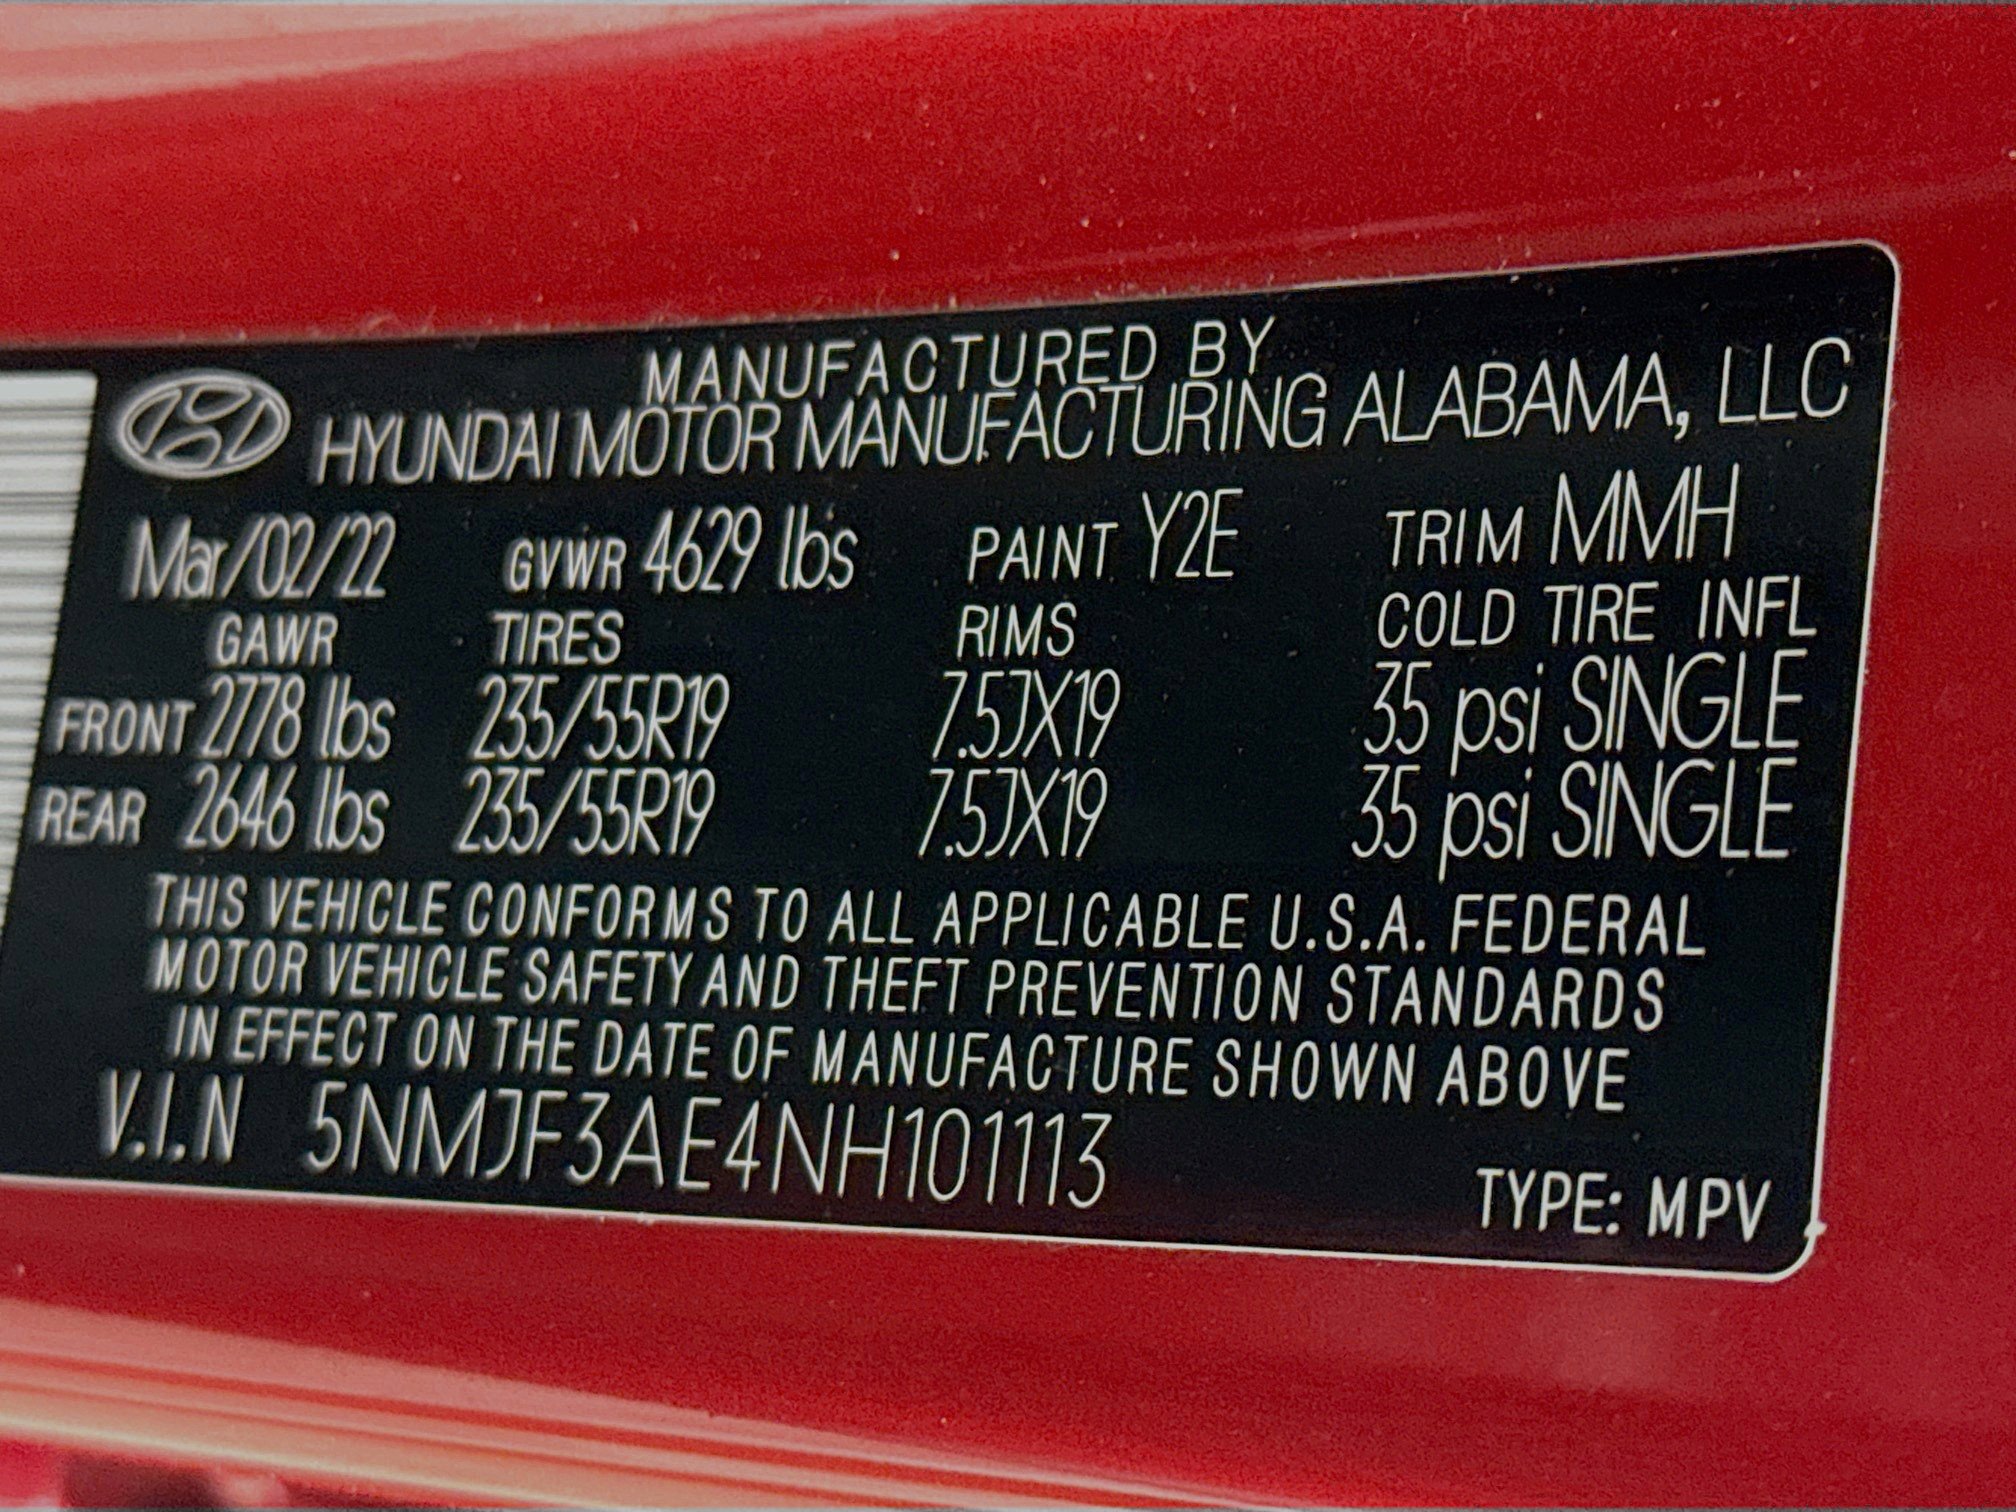 MANUFACTURED BY
HYUNDAI MOTOR MANUFACTURING ALABAMA, LLC
Mar/02/22 GVWR 4629 lbs PAINT Y2E TRIM MMH
GAWR TIRES RIMS COLD TIRE INFL
FRONT 2778 lbs 235/55R19 7.5JX19 35 psi SINGLE
REAR 2646 lbs 235/55R19 7.5JX19 35 psi SINGLE
THIS VEHICLE CONFORMS TO ALL APPLICABLE U.S.A. FEDERAL
MOTOR VEHICLE SAFETY AND THEFT PREVENTION STANDARDS
IN EFFECT ON THE DATE OF MANUFACTURE SHOWN ABOVE
V.I.N 5NMJF3AE4NH101113
TYPE: MPV